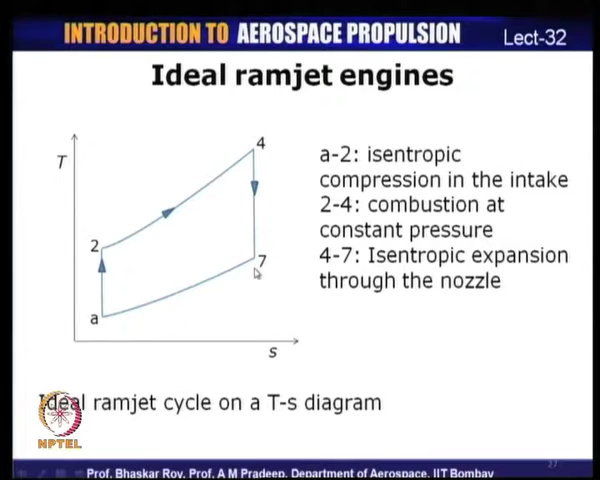 INTRODUCTION TO AEROSPACE PROPULSION
Lect-32
Ideal ramjet engines
T
4
2
7
a
s
a-2: isentropic
compression in the intake
2-4: combustion at
constant pressure
4-7: Isentropic expansion
through the nozzle
Ideal ramjet cycle on a T-s diagram
NPTEL
27
Prof. Bhaskar Roy, Prof. A M Pradeep, Department of Aerospace, IIT Bombay